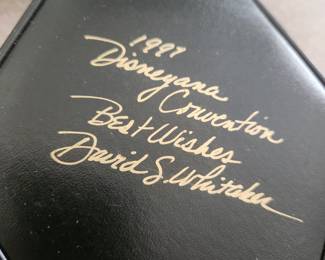 1997
Disneyana
Convention
Best Wishes
David S. Whitaker